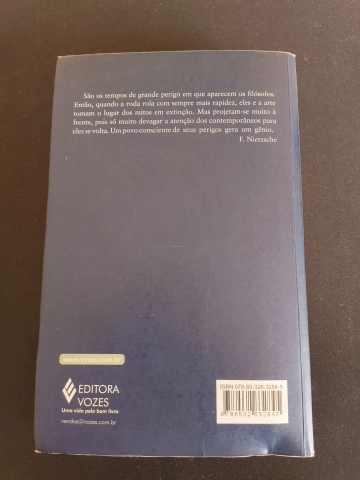 São os tempos de grande perigo em que aparecem os filósofos.
Então, quando a roda rola com sempre mais rapidez, eles e a arte
tomam o lugar dos mitos em extinção. Mas projetam-se muito à
frente, pois só muito devagar a atenção dos contemporâneos para
eles se volta. Um povo consciente de seus perigos gera um gênio.
F. Nietzsche
www.vozes.com.br
EDITORA
VOZES
Uma vida pelo bom livro
vendas@vozes.com.br
ISBN 978-85-326-3284-5
9788532632845